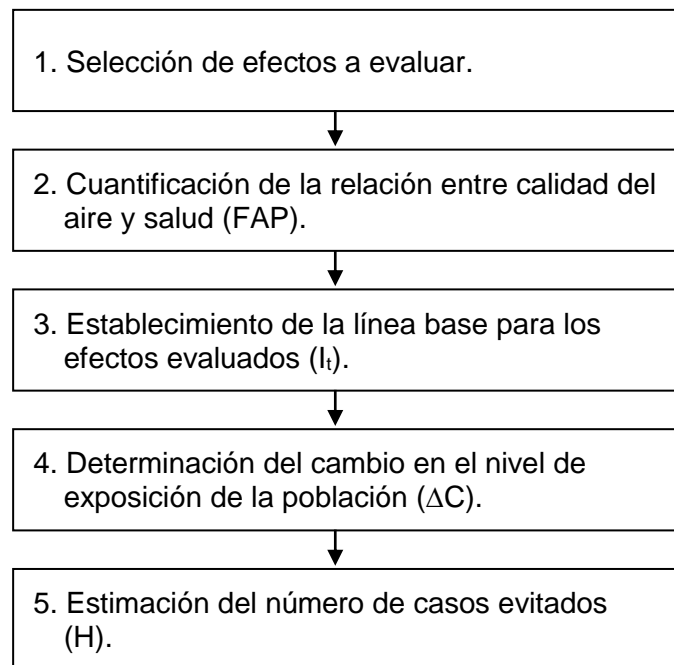 1. Selección de efectos a evaluar.
2. Cuantificación de la relación entre calidad del
aire y salud (FAP).
3. Establecimiento de la línea base para los
efectos evaluados (Iₜ).
4. Determinación del cambio en el nivel de
exposición de la población (∆C).
5. Estimación del número de casos evitados
(H).